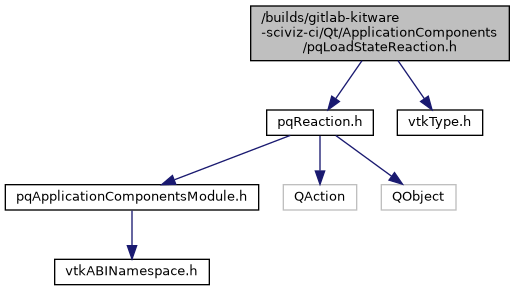 /builds/gitlab-kitware
-sciviz-ci/Qt/ApplicationComponents
/pqLoadStateReaction.h
pqReaction.h
vtkType.h
pqApplicationComponentsModule.h
QAction
QObject
vtkABINamespace.h